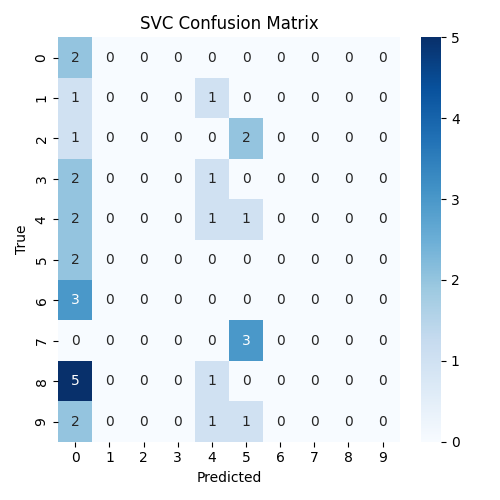 SVC Confusion Matrix
0 2 0 0 0 0 0 0 0 0 0
1 1 0 0 0 1 0 0 0 0 0
2 1 0 0 0 0 2 0 0 0 0
3 2 0 0 0 1 0 0 0 0 0
4 2 0 0 0 1 1 0 0 0 0
5 2 0 0 0 0 0 0 0 0 0
6 3 0 0 0 0 0 0 0 0 0
7 0 0 0 0 0 3 0 0 0 0
8 5 0 0 0 1 0 0 0 0 0
9 2 0 0 0 1 1 0 0 0 0
0 1 2 3 4 5 6 7 8 9
True
Predicted
5
4
3
2
1
0